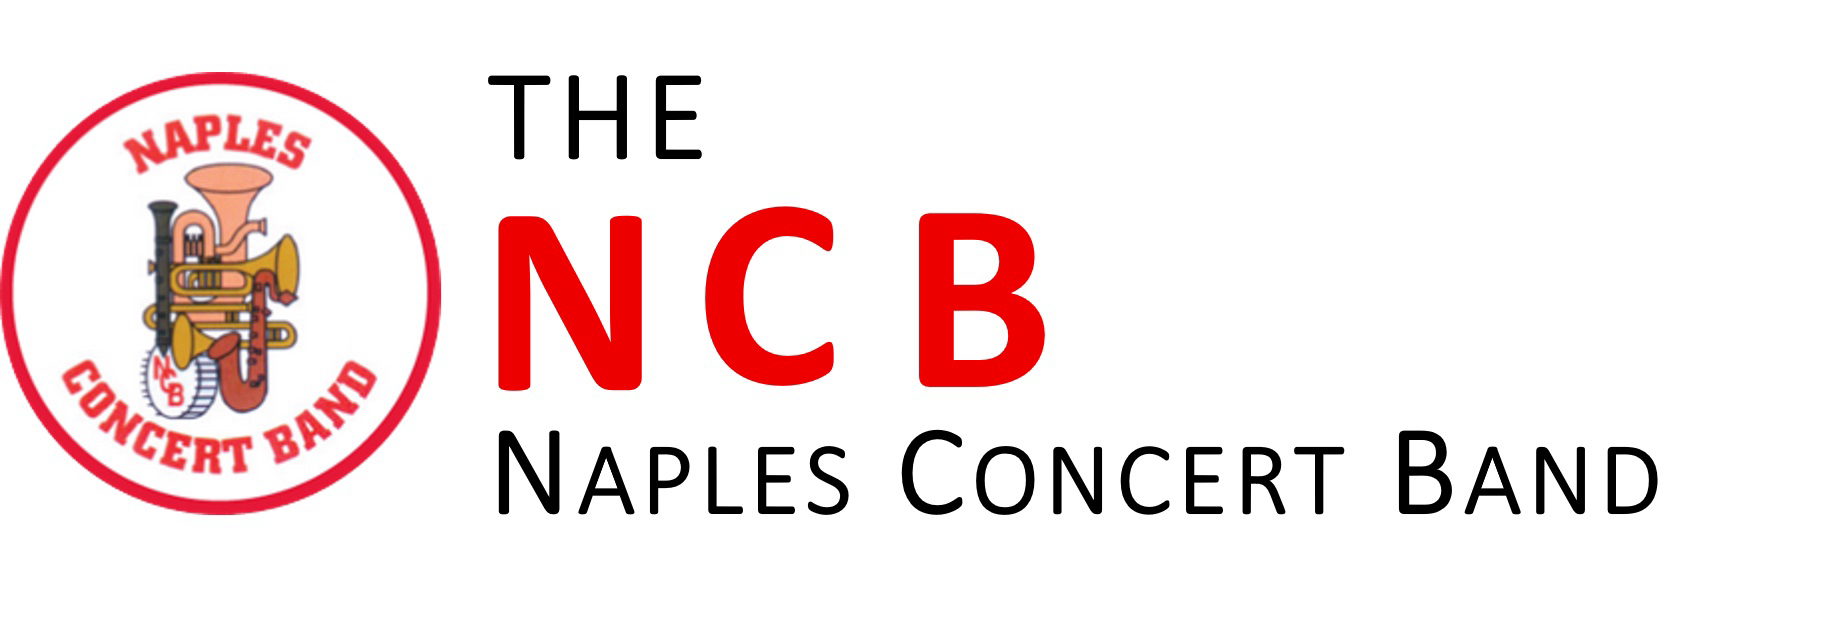 NAPLES
NCB
CONCERT BAND
THE
NCB
NAPLES CONCERT BAND